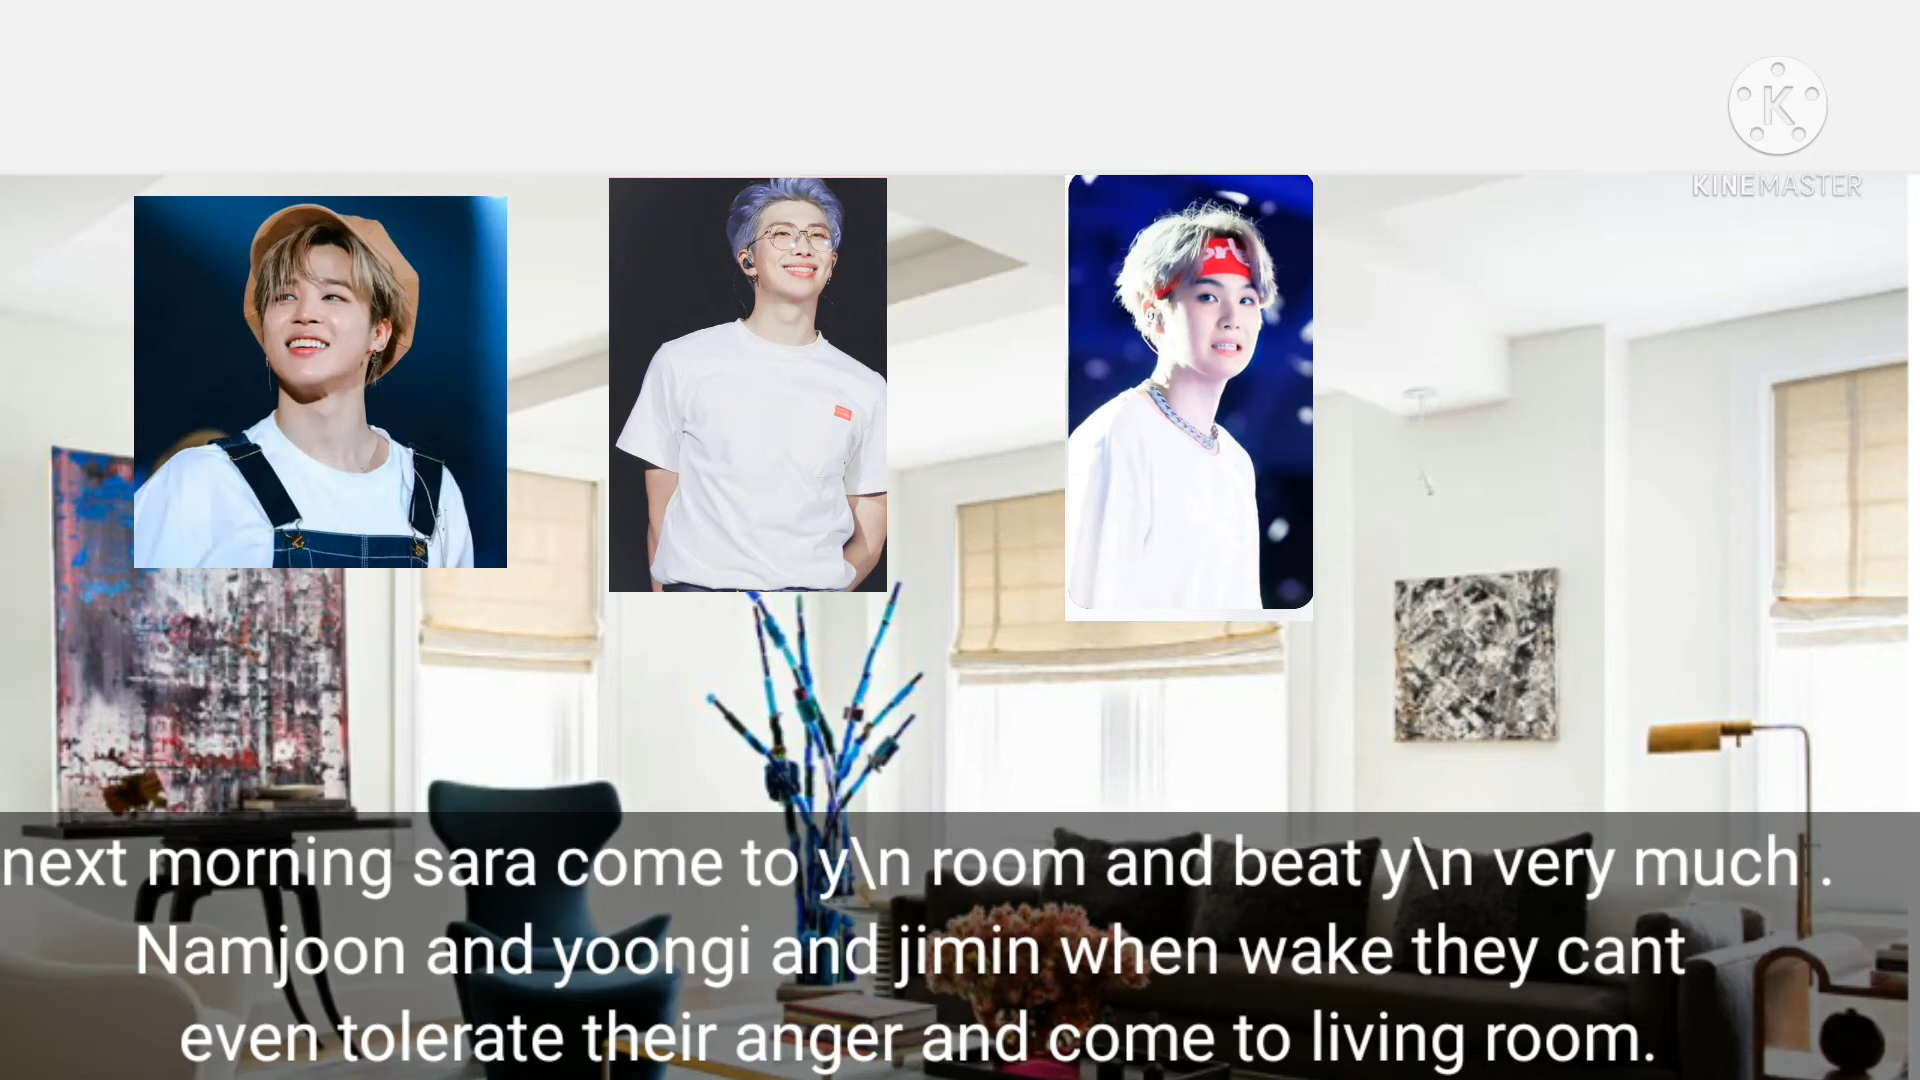 K
KINEMASTER
next morning sara come to y\n room and beat y\n very much .
Namjoon and yoongi and jimin when wake they cant
even tolerate their anger and come to living room.